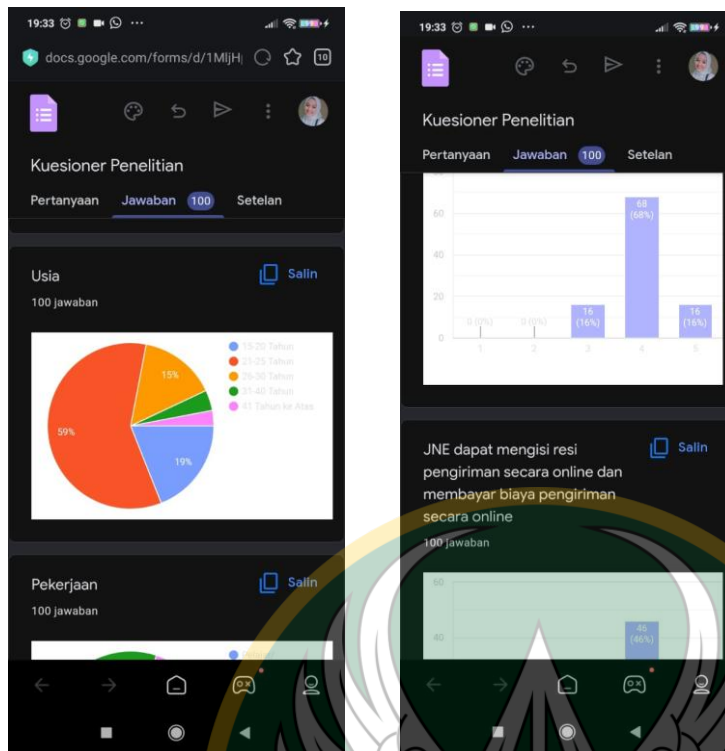 19:33
docs.google.com/forms/d/1MljH
10
Kuesioner Penelitian
Pertanyaan Jawaban 100 Setelan
Usia
Salin
100 jawaban
15-20 Tahun
21-25 Tahun
26-30 Tahun
31-40 Tahun
41 Tahun ke Atas
15%
59%
19%
Pekerjaan
Salin
100 jawaban
19:33
Kuesioner Penelitian
Pertanyaan Jawaban 100 Setelan
60
68
(68%)
40
20
0 (0%)
0 (0%)
16
(16%)
16
(16%)
0
1 2 3 4 5
JNE dapat mengisi resi
Salin
pengiriman secara online dan
membayar biaya pengiriman
secara online
100 jawaban
60
46
(46%)
40